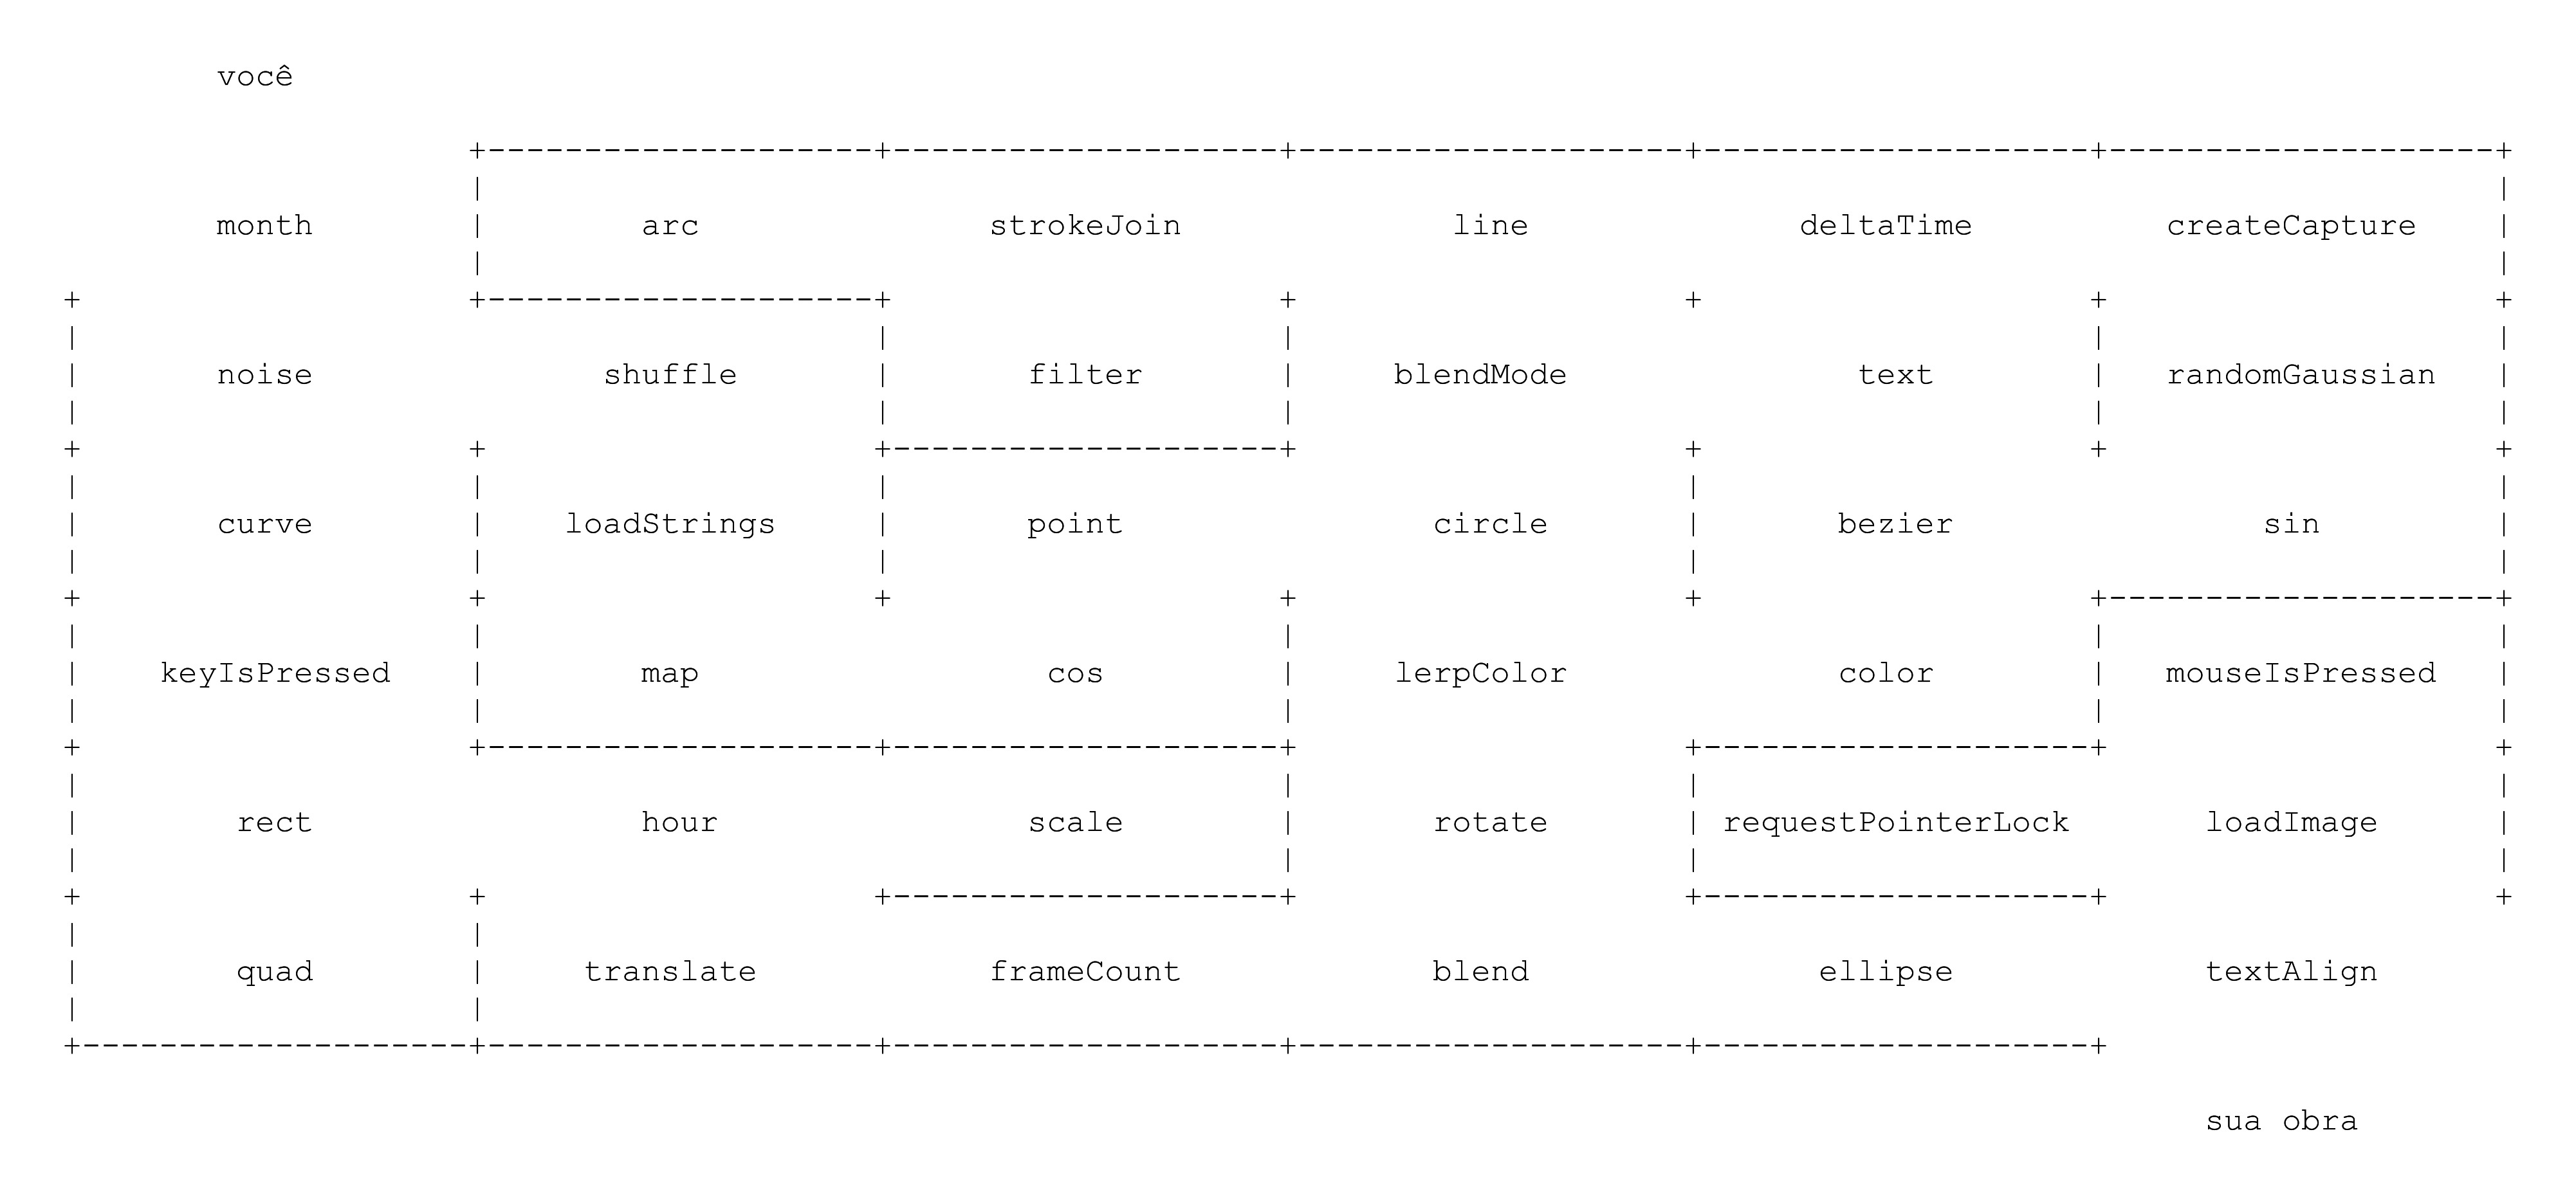 você
month arc strokeJoin line deltaTime createCapture
noise shuffle filter blendMode text randomGaussian
curve loadStrings point circle bezier sin
keyIsPressed map cos lerpColor color mouseIsPressed
rect hour scale rotate requestPointerLock loadImage
quad translate frameCount blend ellipse textAlign
sua obra